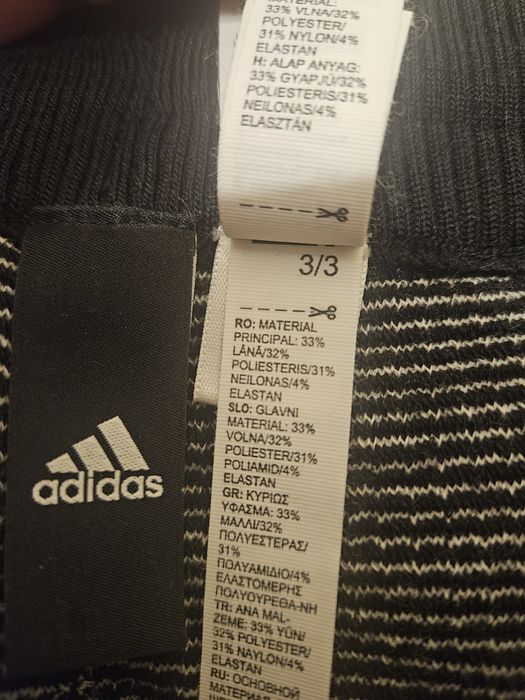 MATERIAL:
33% VLNA/32%
POLYESTER/
31% NYLON/4%
ELASTAN
H: ALAP ANYAG:
33% GYAPJÚ/32%
POLIESTERIS/31%
NEILONAS/4%
ELASZTÁN
3/3
RO: MATERIAL
PRINCIPAL: 33%
LÂNĂ/32%
POLIESTERIS/31%
NEILONAS/4%
ELASTAN
SLO: GLAVNI
MATERIAL: 33%
VOLNA/32%
POLIESTER/31%
POLIAMID/4%
ELASTAN
GR: ΚΥΡΙΩΣ
ΥΦΑΣΜΑ: 33%
ΜΑΛΛΙ/32%
ΠΟΛΥΕΣΤΕΡΑΣ/
31%
ΠΟΛΥΑΜΙΔΙΟ/4%
ΕΛΑΣΤΟΜΕΡΗΣ
ΠΟΛΥΟΥΡΕΘΑ-ΝΗ
TR: ANA MAL-
ZEME: 33% YÜN/
32% POLYESTER/
31% NAYLON/4%
ELASTAN
RU: ОСНОВНОЙ
МАТЕРИАЛ
adidas